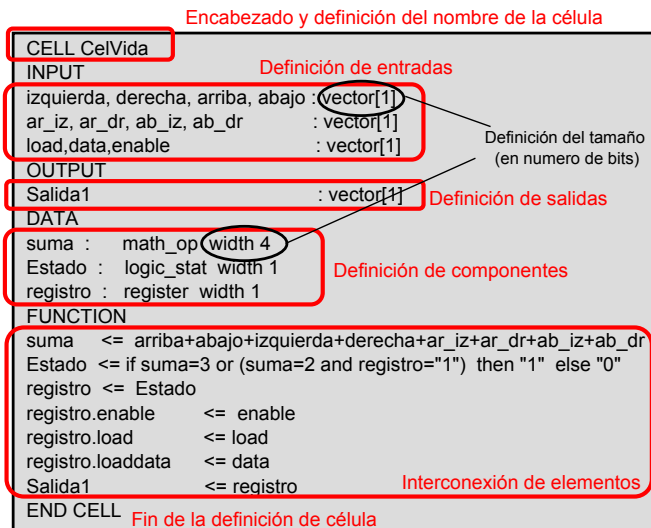 Encabezado y definición del nombre de la célula
CELL CelVida
INPUT
Definición de entradas
izquierda, derecha, arriba, abajo : vector[1]
ar_iz, ar_dr, ab_iz, ab_dr : vector[1]
load,data,enable : vector[1]
Definición del tamaño
(en numero de bits)
OUTPUT
Salida1 : vector[1]
Definición de salidas
DATA
suma : math_op width 4
Estado : logic_stat width 1
registro : register width 1
Definición de componentes
FUNCTION
suma <= arriba+abajo+izquierda+derecha+ar_iz+ar_dr+ab_iz+ab_dr
Estado <= if suma=3 or (suma=2 and registro="1") then "1" else "0"
registro <= Estado
registro.enable <= enable
registro.load <= load
registro.loaddata <= data
Salida1 <= registro
Interconexión de elementos
END CELL
Fin de la definición de célula